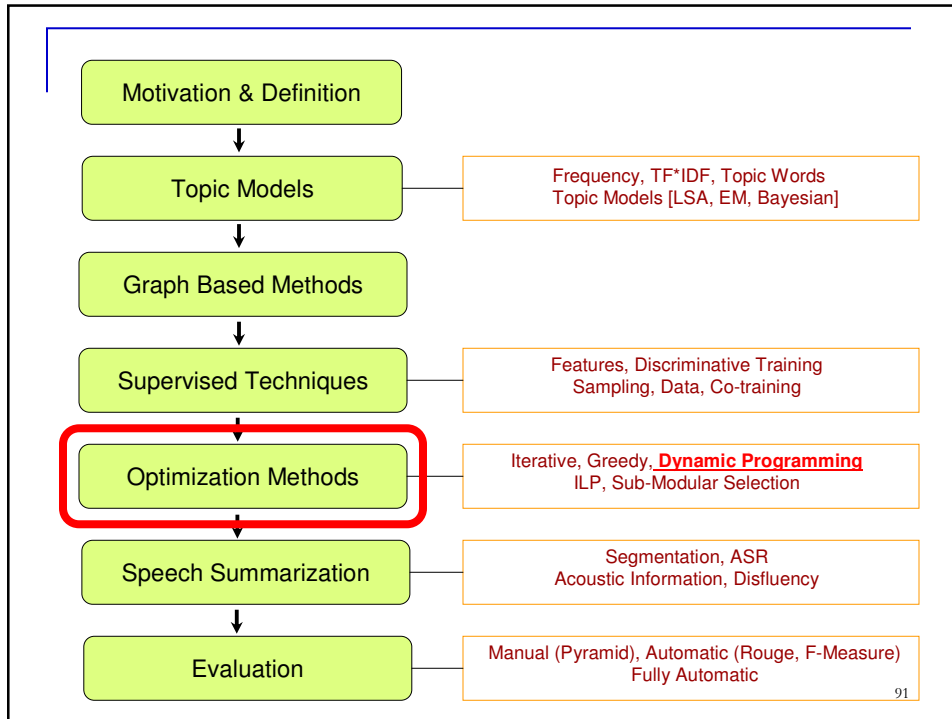 Motivation & Definition
Topic Models
Frequency, TF*IDF, Topic Words
Topic Models [LSA, EM, Bayesian]
Graph Based Methods
Supervised Techniques
Features, Discriminative Training
Sampling, Data, Co-training
Optimization Methods
Iterative, Greedy, Dynamic Programming
ILP, Sub-Modular Selection
Speech Summarization
Segmentation, ASR
Acoustic Information, Disfluency
Evaluation
Manual (Pyramid), Automatic (Rouge, F-Measure)
Fully Automatic
91